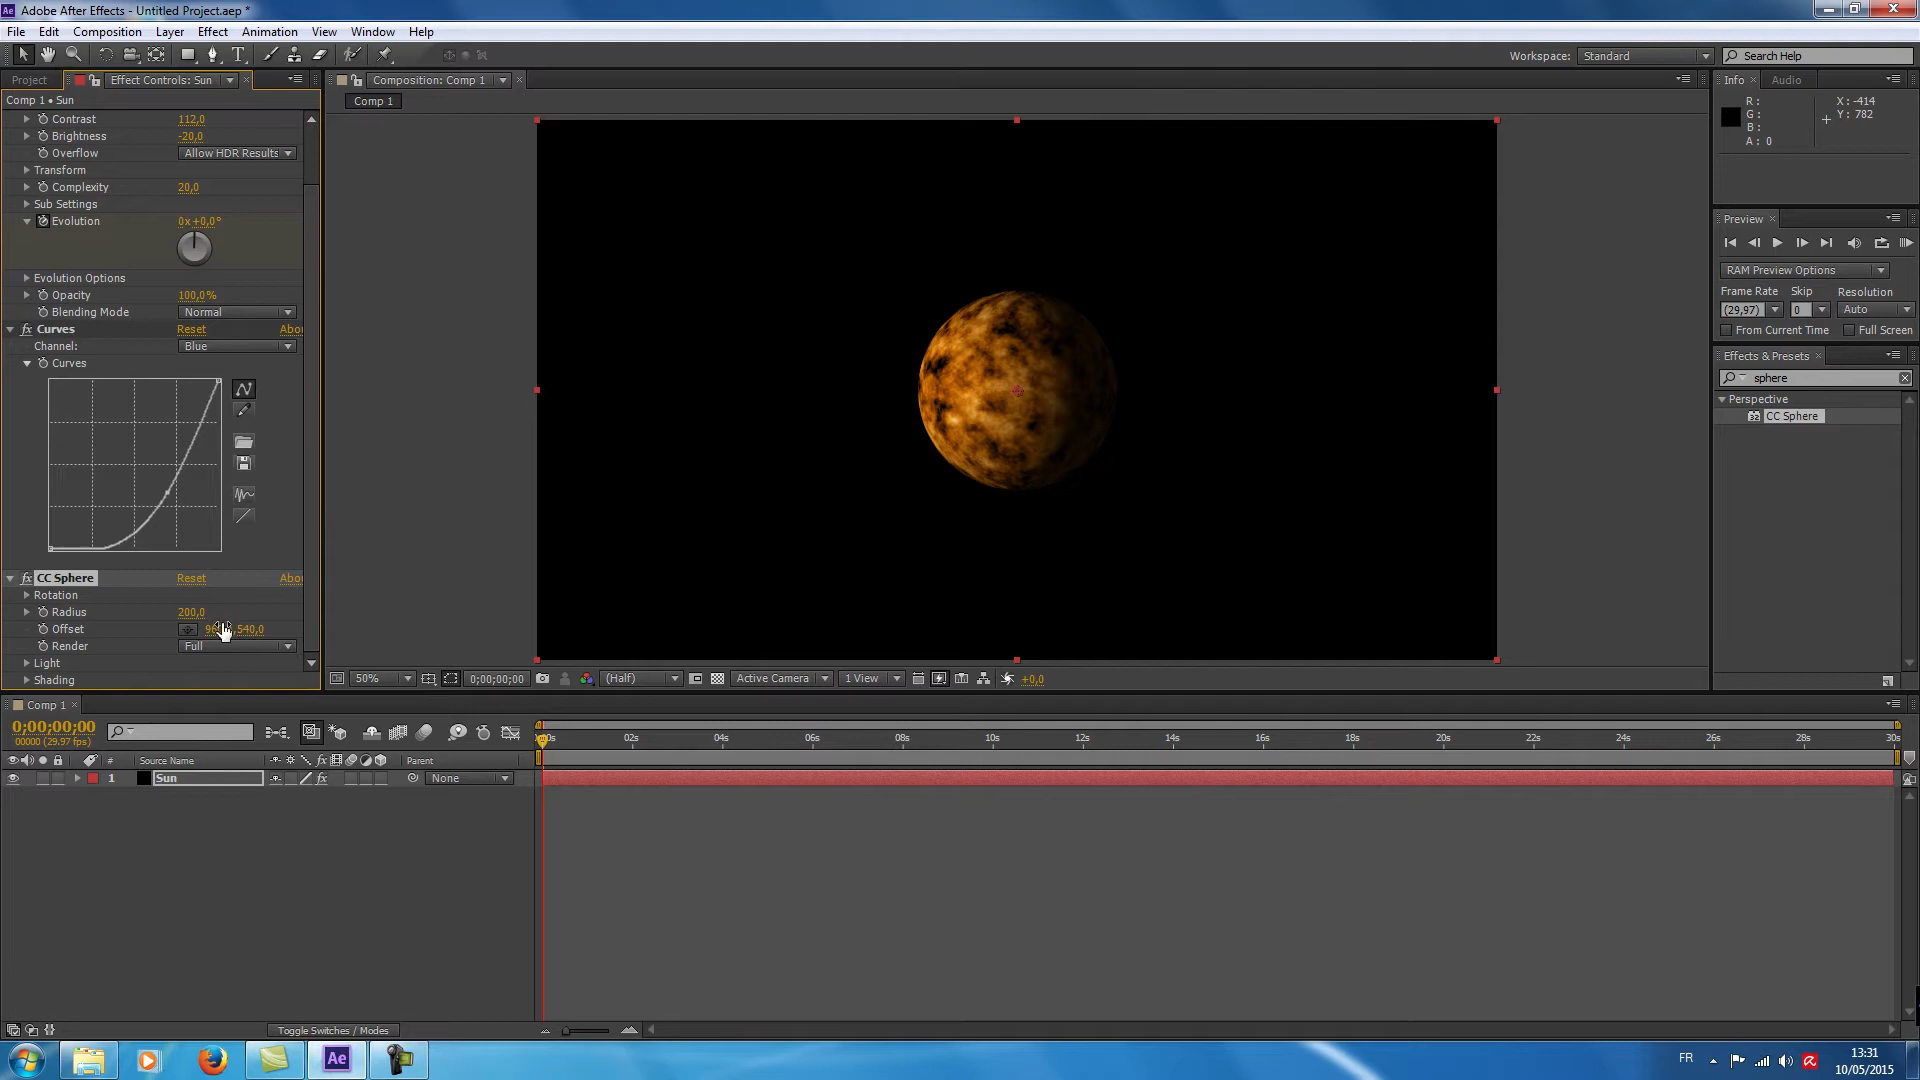 Adobe After Effects - Untitled Project.aep *
File Edit Composition Layer Effect Animation View Window Help
Workspace: Standard Search Help
Project Effect Controls: Sun
Composition: Comp 1
Info Audio
Comp 1 • Sun
Comp 1
Contrast 112,0
Brightness -20,0
Overflow Allow HDR Results
Transform
Complexity 20,0
Sub Settings
Evolution 0x+0,0°
Evolution Options
Opacity 100,0%
Blending Mode Normal
Curves Reset Abou
Channel: Blue
Curves
CC Sphere Reset Abou
Rotation
Radius 200,0
Offset 540,0
Render Full
Light
Shading
50% 0;00;00;00 (Half) Active Camera 1 View +0,0
R: X: -414
G: Y: 782
B:
A: 0
Preview
RAM Preview Options
Frame Rate Skip Resolution
(29,97) 0 Auto
From Current Time Full Screen
Effects & Presets
sphere
Perspective
32 CC Sphere
Comp 1
0;00;00;00
00000 (29.97 fps)
02s 04s 06s 08s 10s 12s 14s 16s 18s 20s 22s 24s 26s 28s 30s
# Source Name Parent
1 Sun None
Toggle Switches / Modes
Ae
FR 13:31
10/05/2015